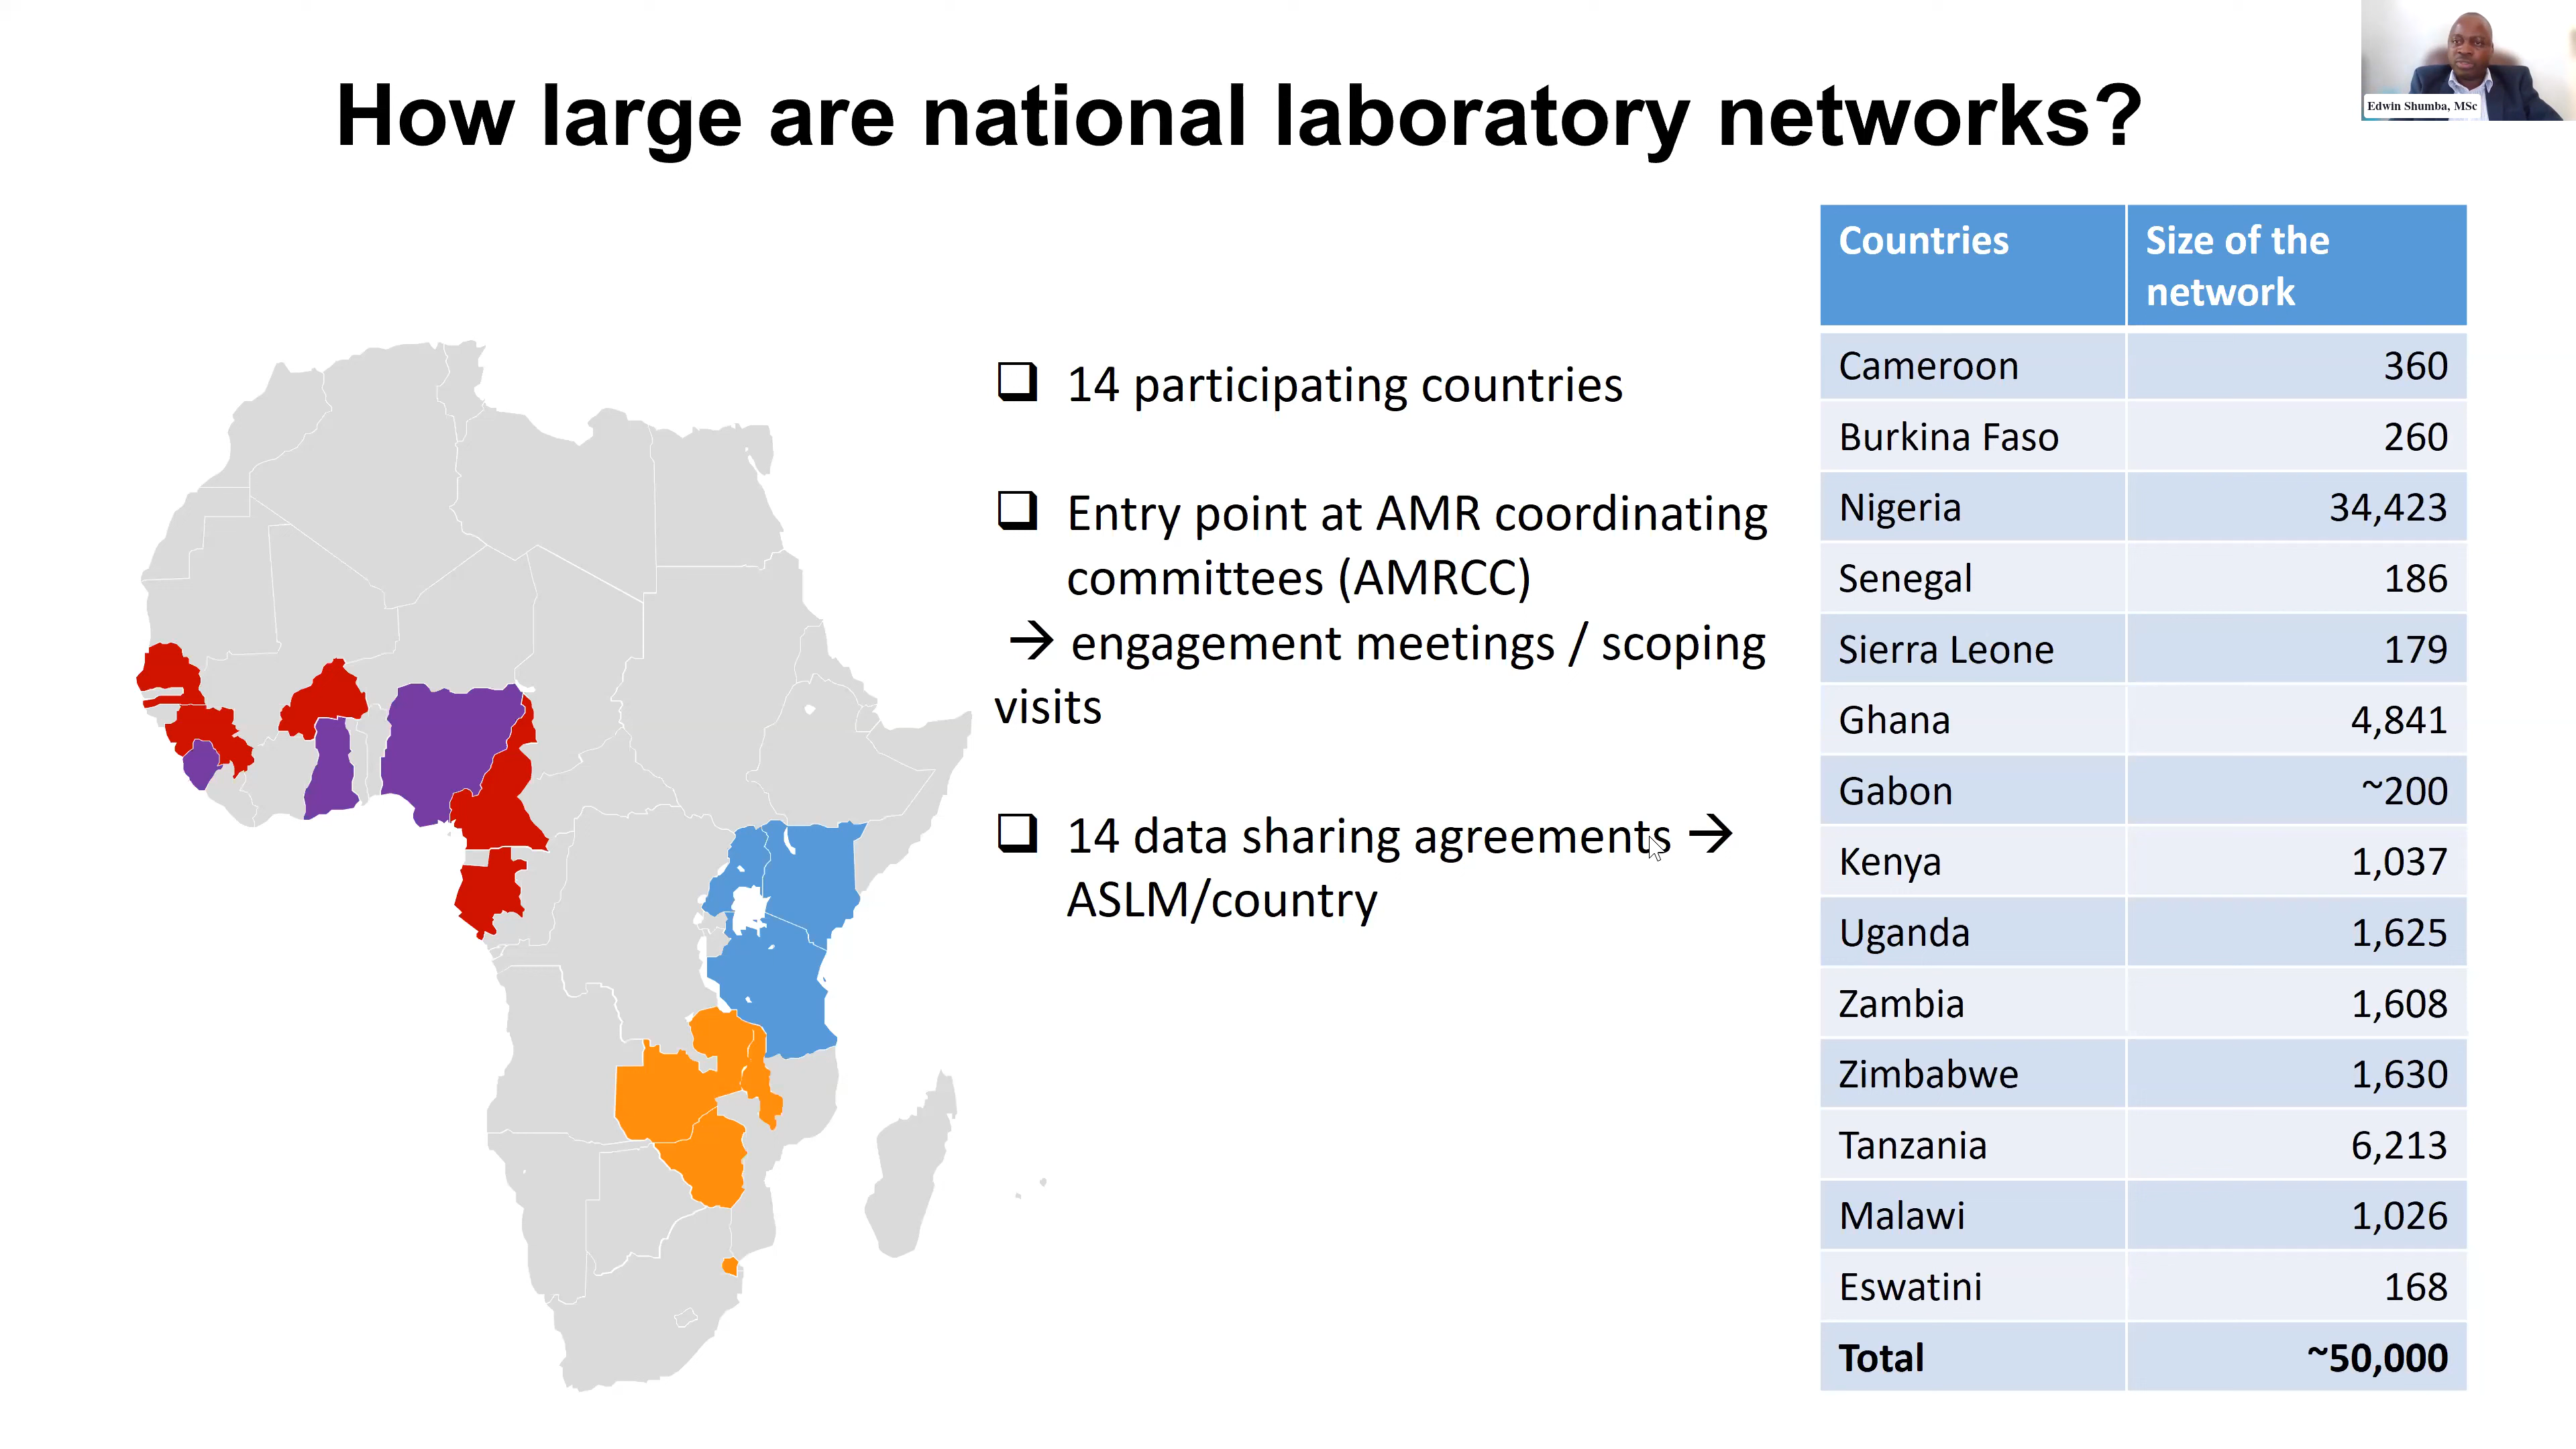 How large are national laboratory networks?
Edwin Shumba, MSc
❑ 14 participating countries
❑ Entry point at AMR coordinating
committees (AMRCC)
→ engagement meetings / scoping
visits
❑ 14 data sharing agreements →
ASLM/country
Countries Size of the
network
Cameroon 360
Burkina Faso 260
Nigeria 34,423
Senegal 186
Sierra Leone 179
Ghana 4,841
Gabon ~200
Kenya 1,037
Uganda 1,625
Zambia 1,608
Zimbabwe 1,630
Tanzania 6,213
Malawi 1,026
Eswatini 168
Total ~50,000